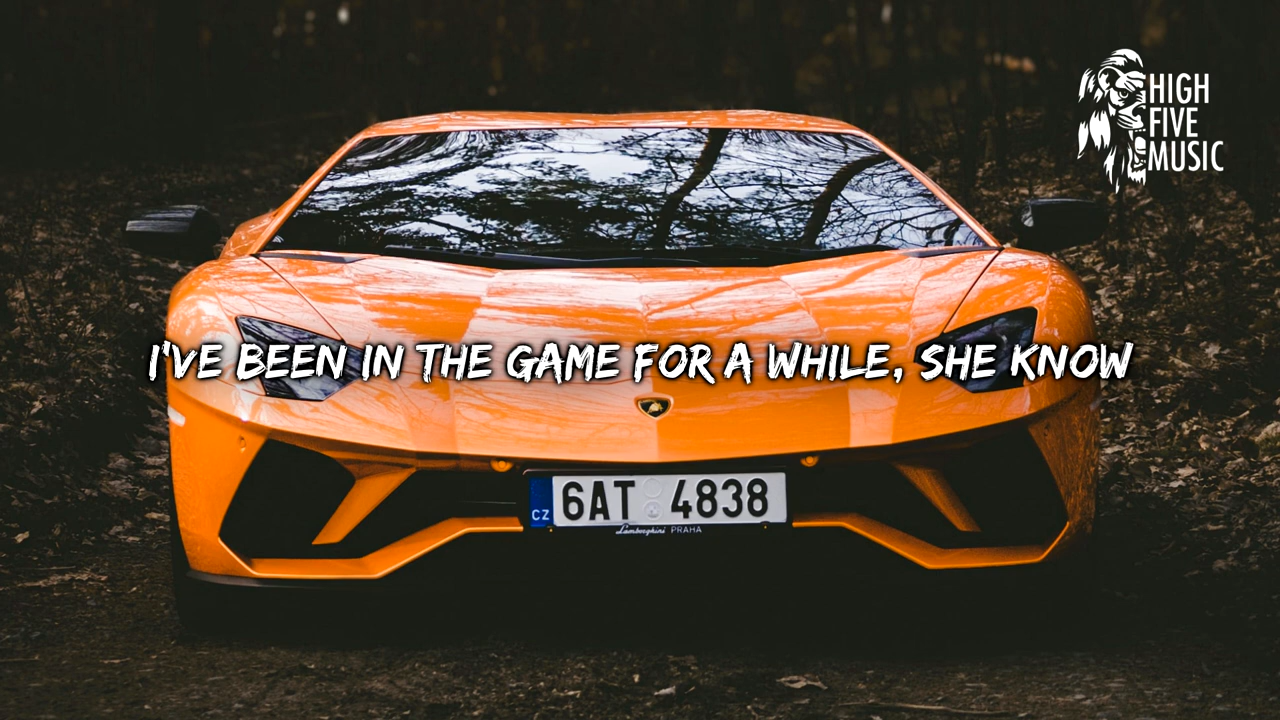 HIGH
FIVE
MUSIC
I'VE BEEN IN THE GAME FOR A WHILE, SHE KNOW
CZ 6AT 4838
Lamborghini PRAHA